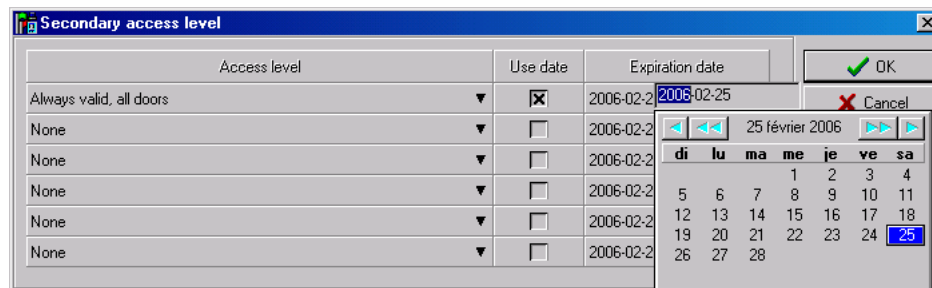 Secondary access level
Access level Use date Expiration date OK
Always valid, all doors 2006-02-2 2006-02-25 Cancel
None 2006-02-2
None 2006-02-2
None 2006-02-2
None 2006-02-2
None 2006-02-2
25 février 2006
di lu ma me je ve sa
1 2 3 4
5 6 7 8 9 10 11
12 13 14 15 16 17 18
19 20 21 22 23 24 25
26 27 28